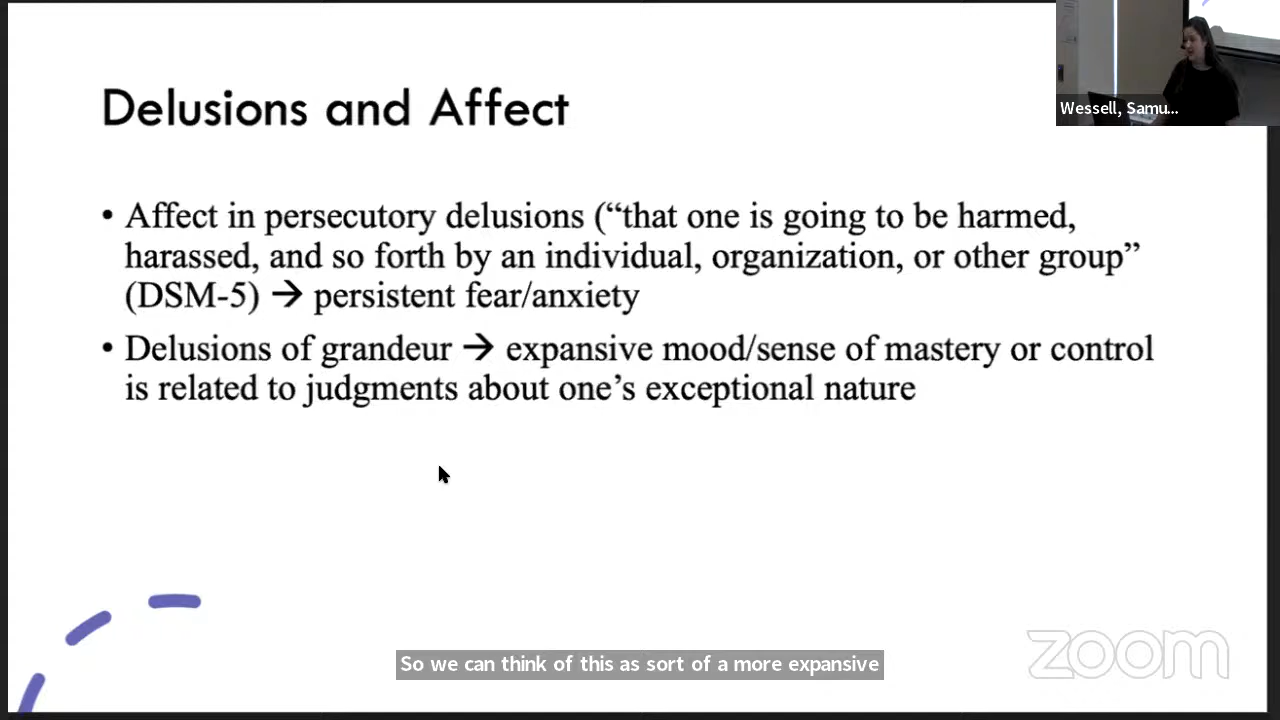 Delusions and Affect
Wessell, Samu...
• Affect in persecutory delusions (“that one is going to be harmed,
harassed, and so forth by an individual, organization, or other group”
(DSM-5) → persistent fear/anxiety
• Delusions of grandeur → expansive mood/sense of mastery or control
is related to judgments about one’s exceptional nature
So we can think of this as sort of a more expansive
zoom